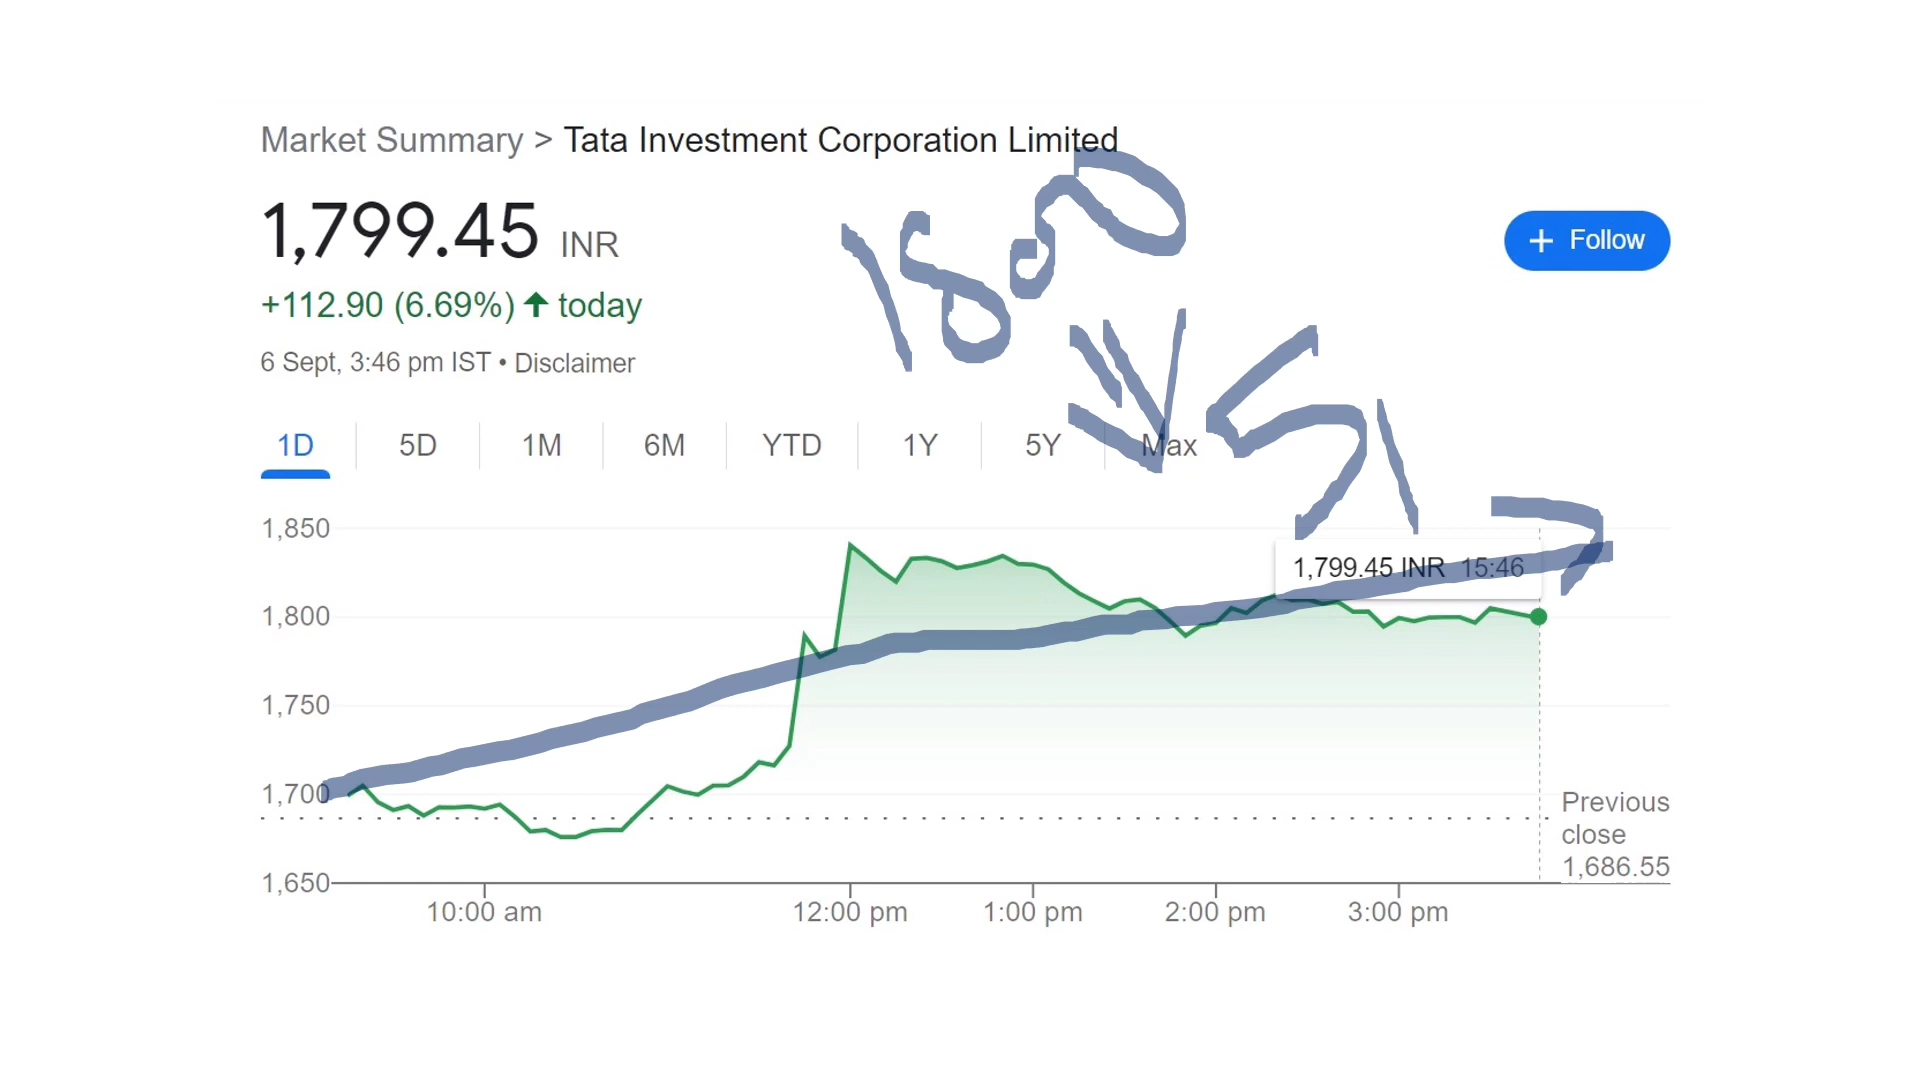 Market Summary > Tata Investment Corporation Limited
1,799.45 INR
+ Follow
+112.90 (6.69%) ↑ today
6 Sept, 3:46 pm IST • Disclaimer
1D 5D 1M 6M YTD 1Y 5Y Max
1,850
1,799.45 INR 15:46
1,800
1,750
1,700
Previous
close
1,686.55
1,650
10:00 am 12:00 pm 1:00 pm 2:00 pm 3:00 pm